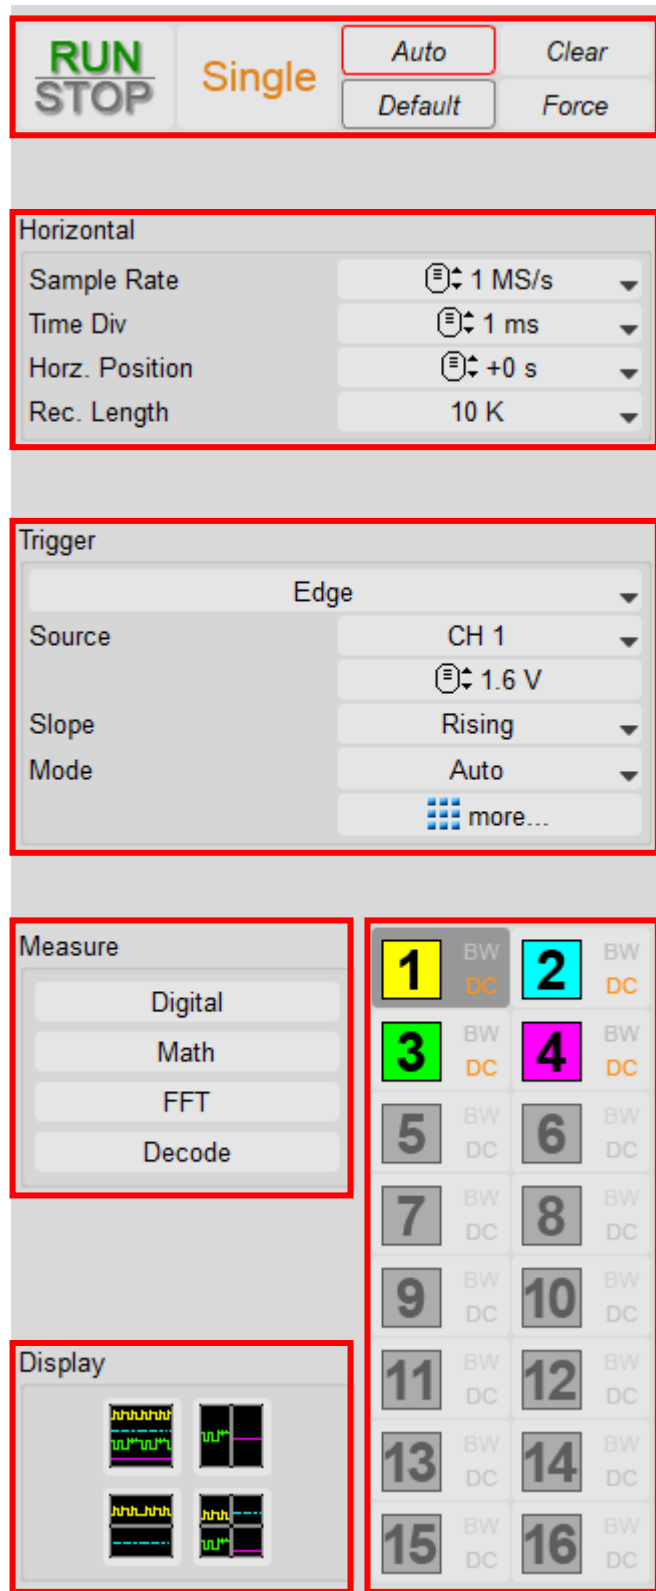 RUN Single Auto Clear
STOP Default Force
Horizontal
Sample Rate 1 MS/s
Time Div 1 ms
Horz. Position +0 s
Rec. Length 10 K
Trigger
Edge
Source CH 1
1.6 V
Slope Rising
Mode Auto
more...
Measure
Digital
Math
FFT
Decode
1 BW DC 2 BW DC
3 BW DC 4 BW DC
5 BW DC 6 BW DC
7 BW DC 8 BW DC
9 BW DC 10 BW DC
11 BW DC 12 BW DC
13 BW DC 14 BW DC
15 BW DC 16 BW DC
Display